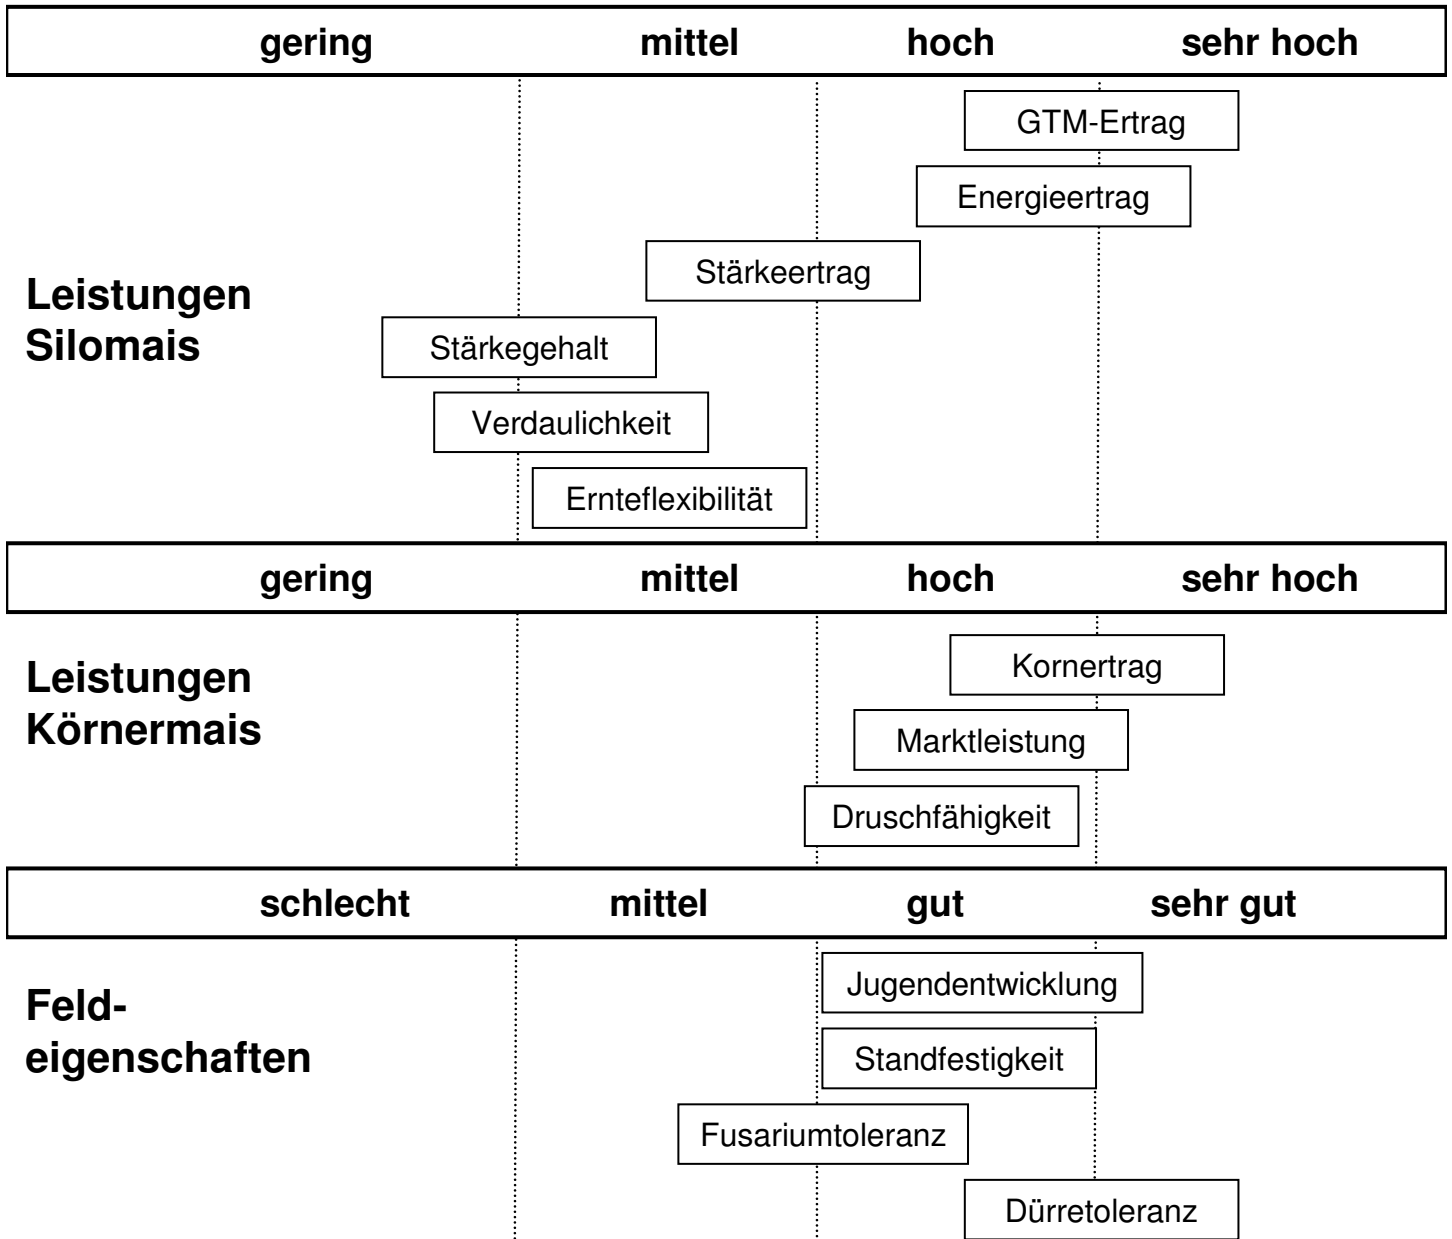 gering mittel hoch sehr hoch
GTM-Ertrag
Energieertrag
Stärkeertrag
Leistungen
Silomais
Stärkegehalt
Verdaulichkeit
Ernteflexibilität
gering mittel hoch sehr hoch
Leistungen
Körnermais
Kornertrag
Marktleistung
Druschfähigkeit
schlecht mittel gut sehr gut
Feld-
eigenschaften
Jugendentwicklung
Standfestigkeit
Fusariumtoleranz
Dürretoleranz